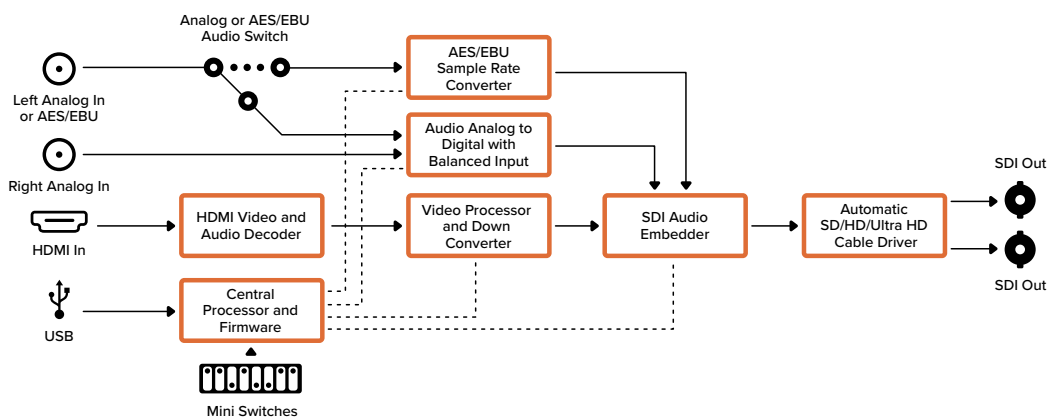 Analog or AES/EBU
Audio Switch
Left Analog In
or AES/EBU
AES/EBU
Sample Rate
Converter
Right Analog In
Audio Analog to
Digital with
Balanced Input
HDMI In
HDMI Video and
Audio Decoder
Video Processor
and Down
Converter
SDI Audio
Embedder
Automatic
SD/HD/Ultra HD
Cable Driver
SDI Out
SDI Out
USB
Central
Processor and
Firmware
Mini Switches